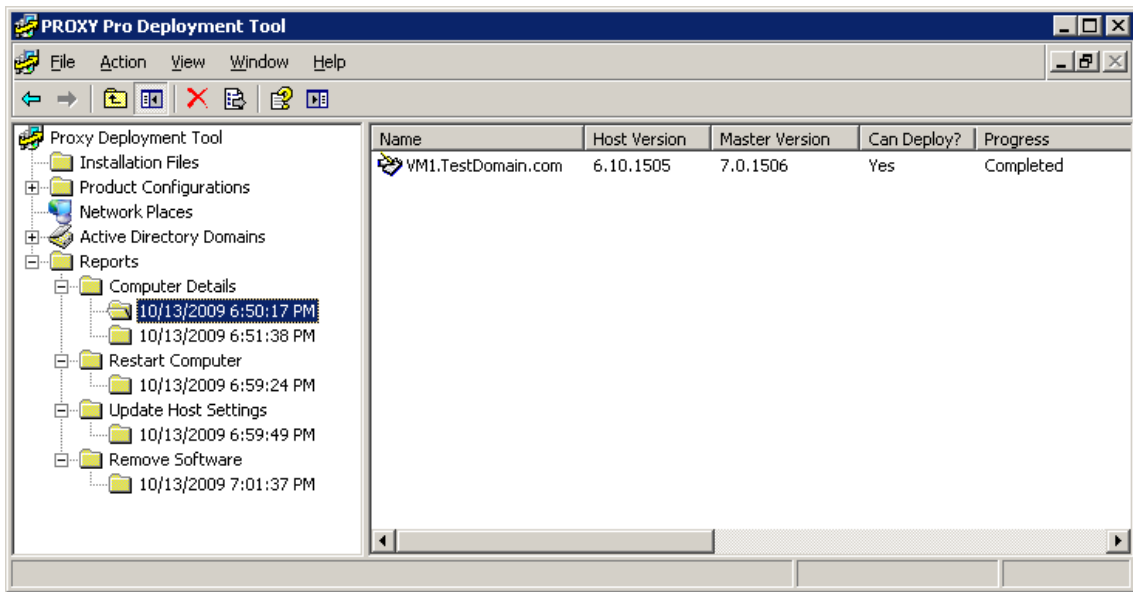 PROXY Pro Deployment Tool
File Action View Window Help
Proxy Deployment Tool
Installation Files
Product Configurations
Network Places
Active Directory Domains
Reports
Computer Details
10/13/2009 6:50:17 PM
10/13/2009 6:51:38 PM
Restart Computer
10/13/2009 6:59:24 PM
Update Host Settings
10/13/2009 6:59:49 PM
Remove Software
10/13/2009 7:01:37 PM
Name Host Version Master Version Can Deploy? Progress
VM1.TestDomain.com 6.10.1505 7.0.1506 Yes Completed